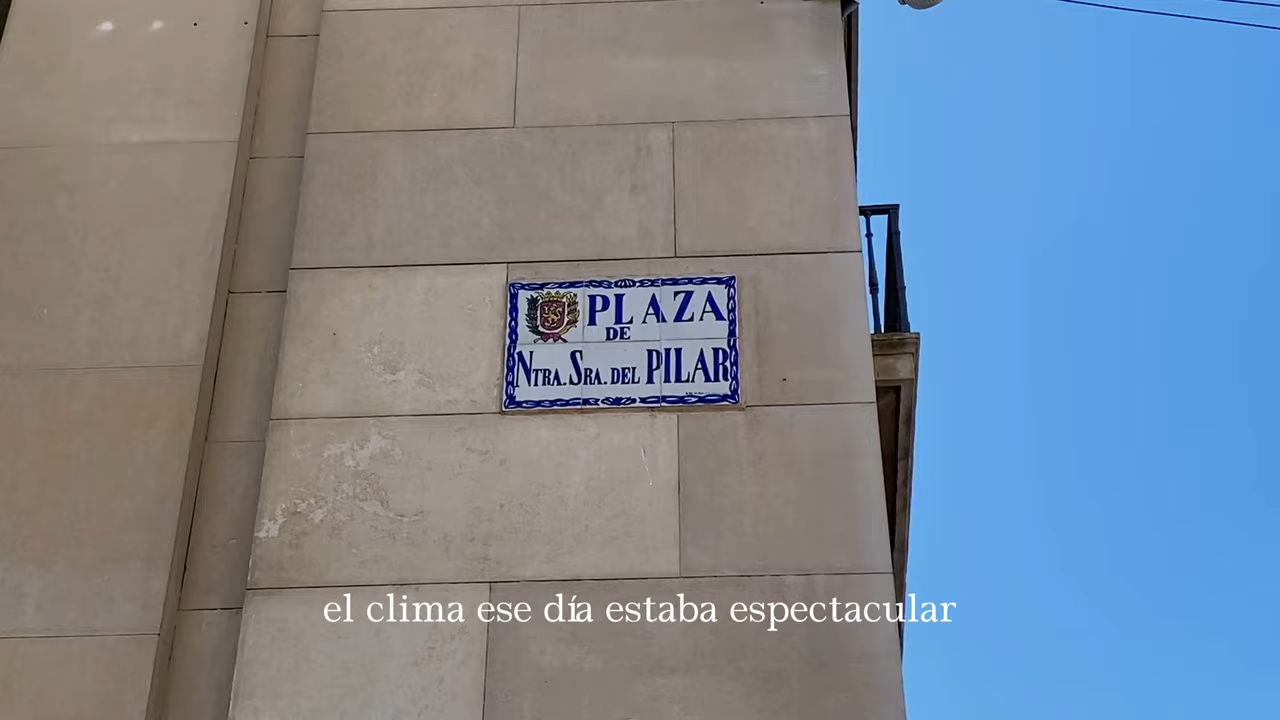 PLAZA
DE
NTRA. SRA. DEL PILAR
el clima ese día estaba espectacular